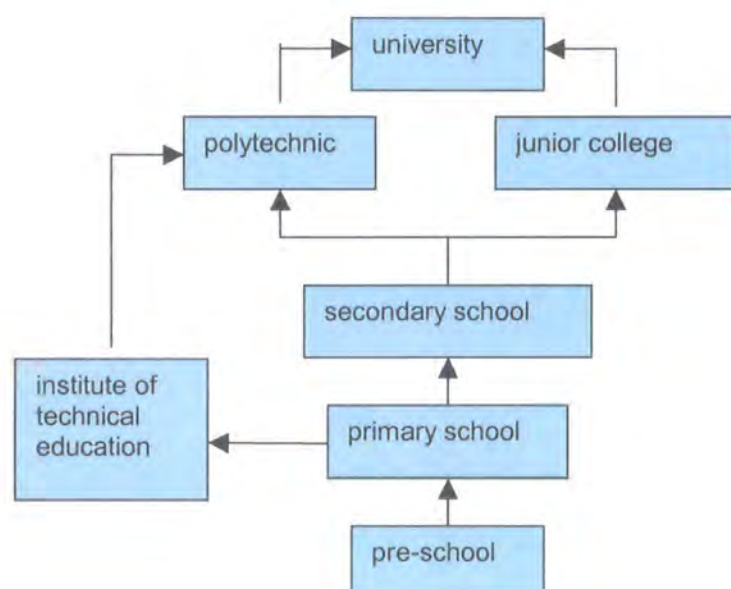 university
polytechnic
junior college
secondary school
institute of
technical
education
primary school
pre-school